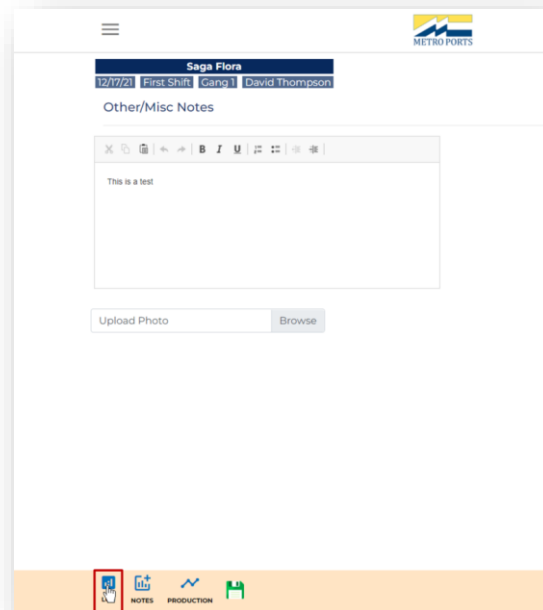 METRO PORTS
Saga Flora
12/17/21 First Shift Gang 1 David Thompson
Other/Misc Notes
B I U
This is a test
Upload Photo Browse
NOTES PRODUCTION